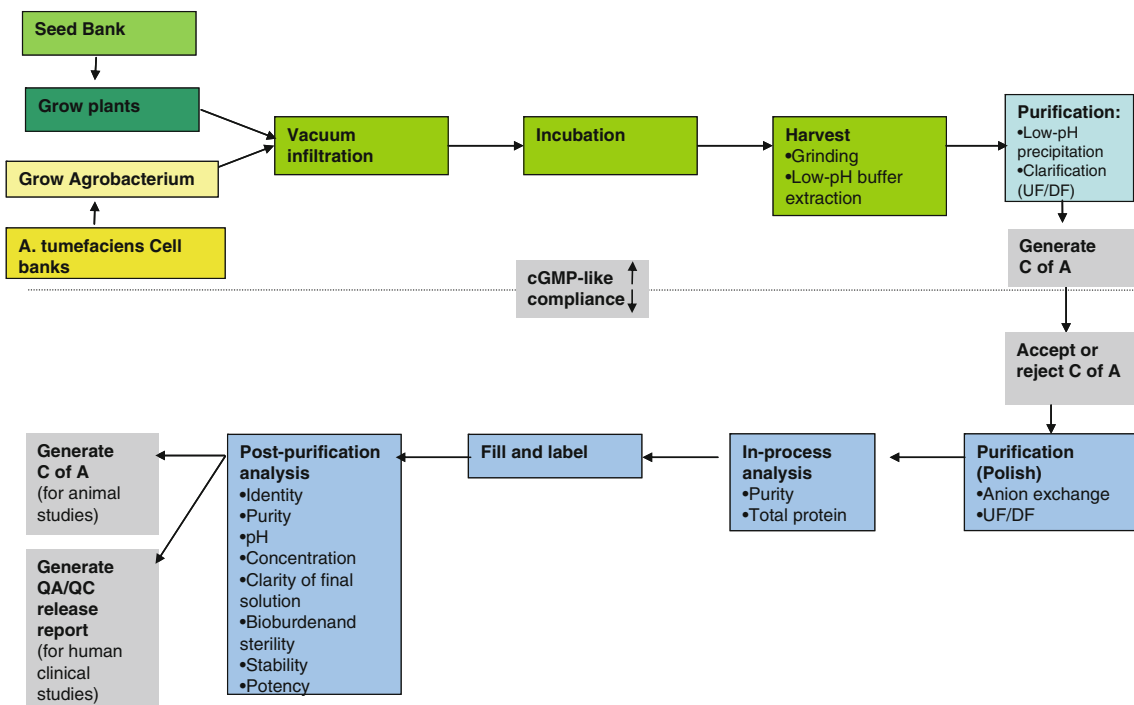 Seed Bank
Grow plants
Grow Agrobacterium
A. tumefaciens Cell
banks
Vacuum
infiltration
Incubation
Harvest
•Grinding
•Low-pH buffer
extraction
Purification:
•Low-pH
precipitation
•Clarification
(UF/DF)
Generate
C of A
cGMP-like
compliance
Accept or
reject C of A
Purification
(Polish)
•Anion exchange
•UF/DF
In-process
analysis
•Purity
•Total protein
Fill and label
Post-purification
analysis
•Identity
•Purity
•pH
•Concentration
•Clarity of final
solution
•Bioburdenand
sterility
•Stability
•Potency
Generate
C of A
(for animal
studies)
Generate
QA/QC
release
report
(for human
clinical
studies)